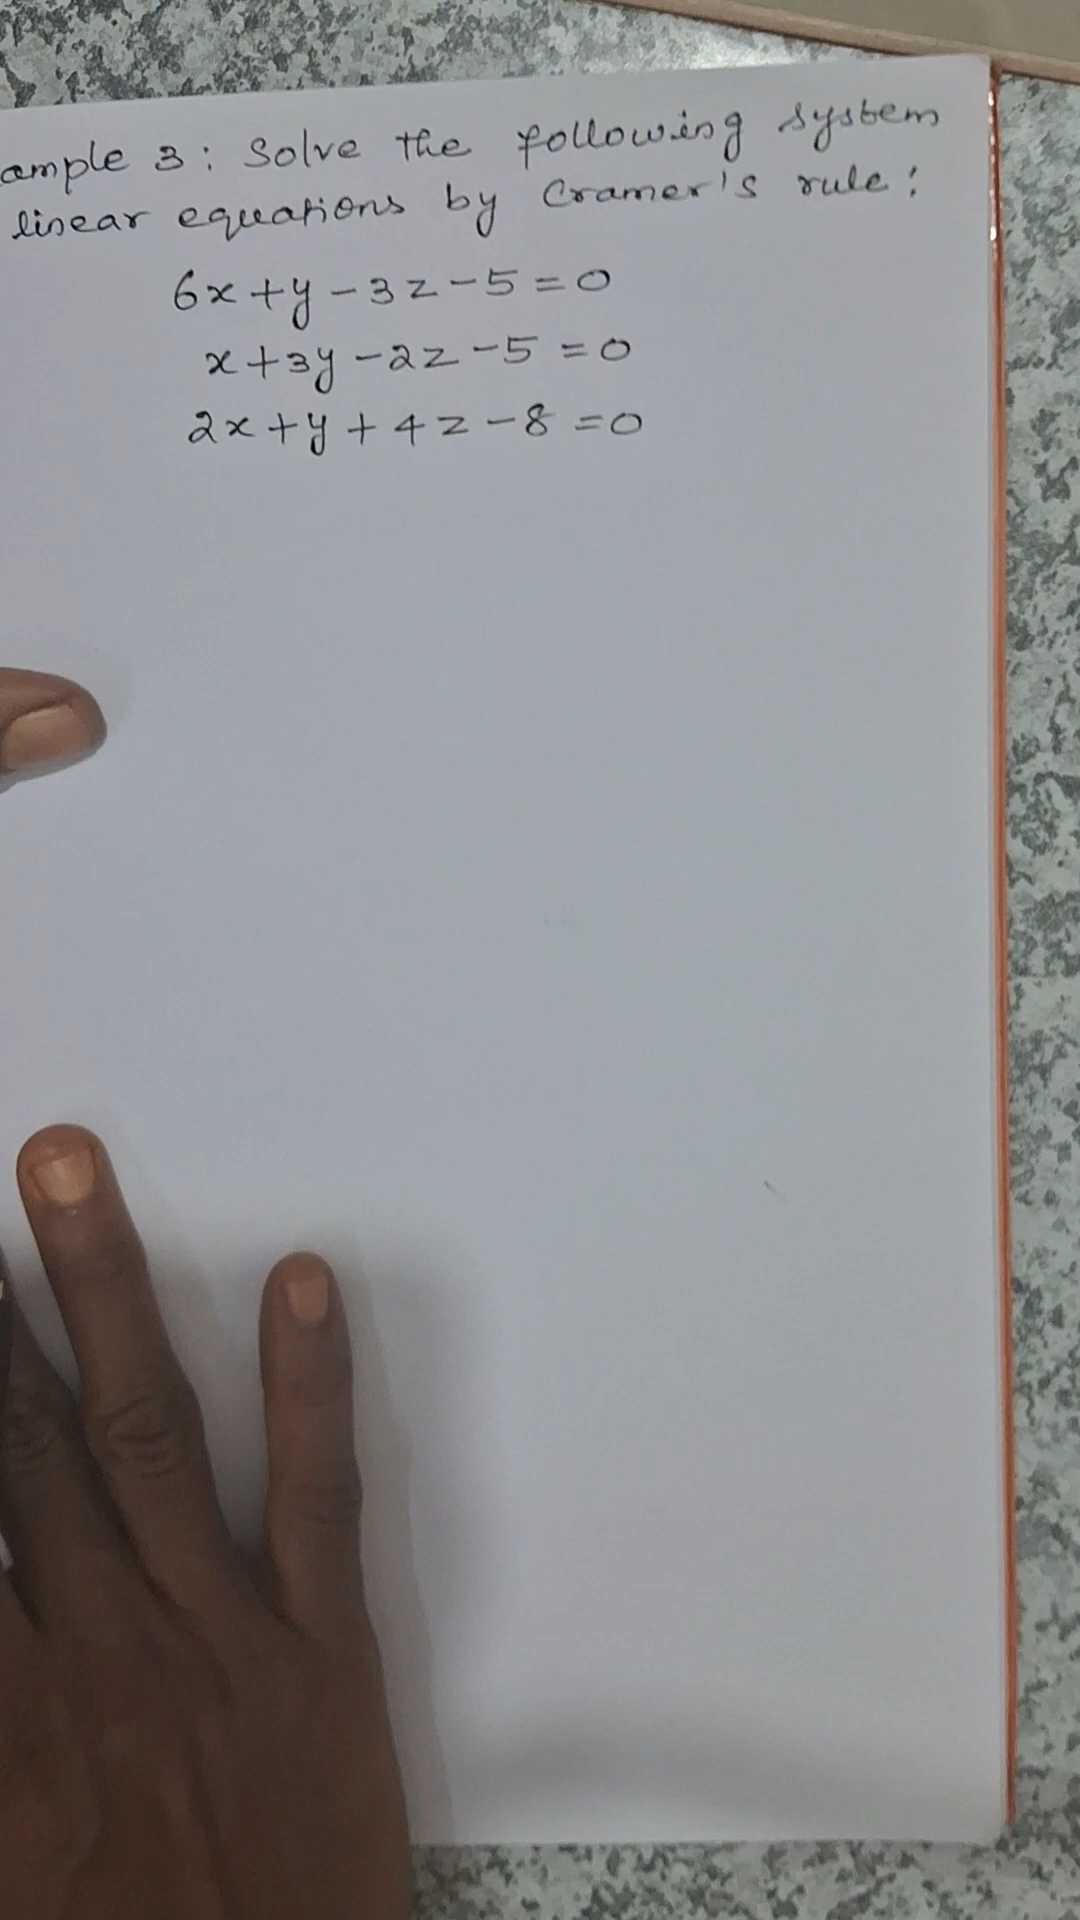 ample 3: Solve the following system
linear equations by Cramer's rule:
6x+y-3z-5=0
x+3y-2z-5=0
2x+y+4z-8=0